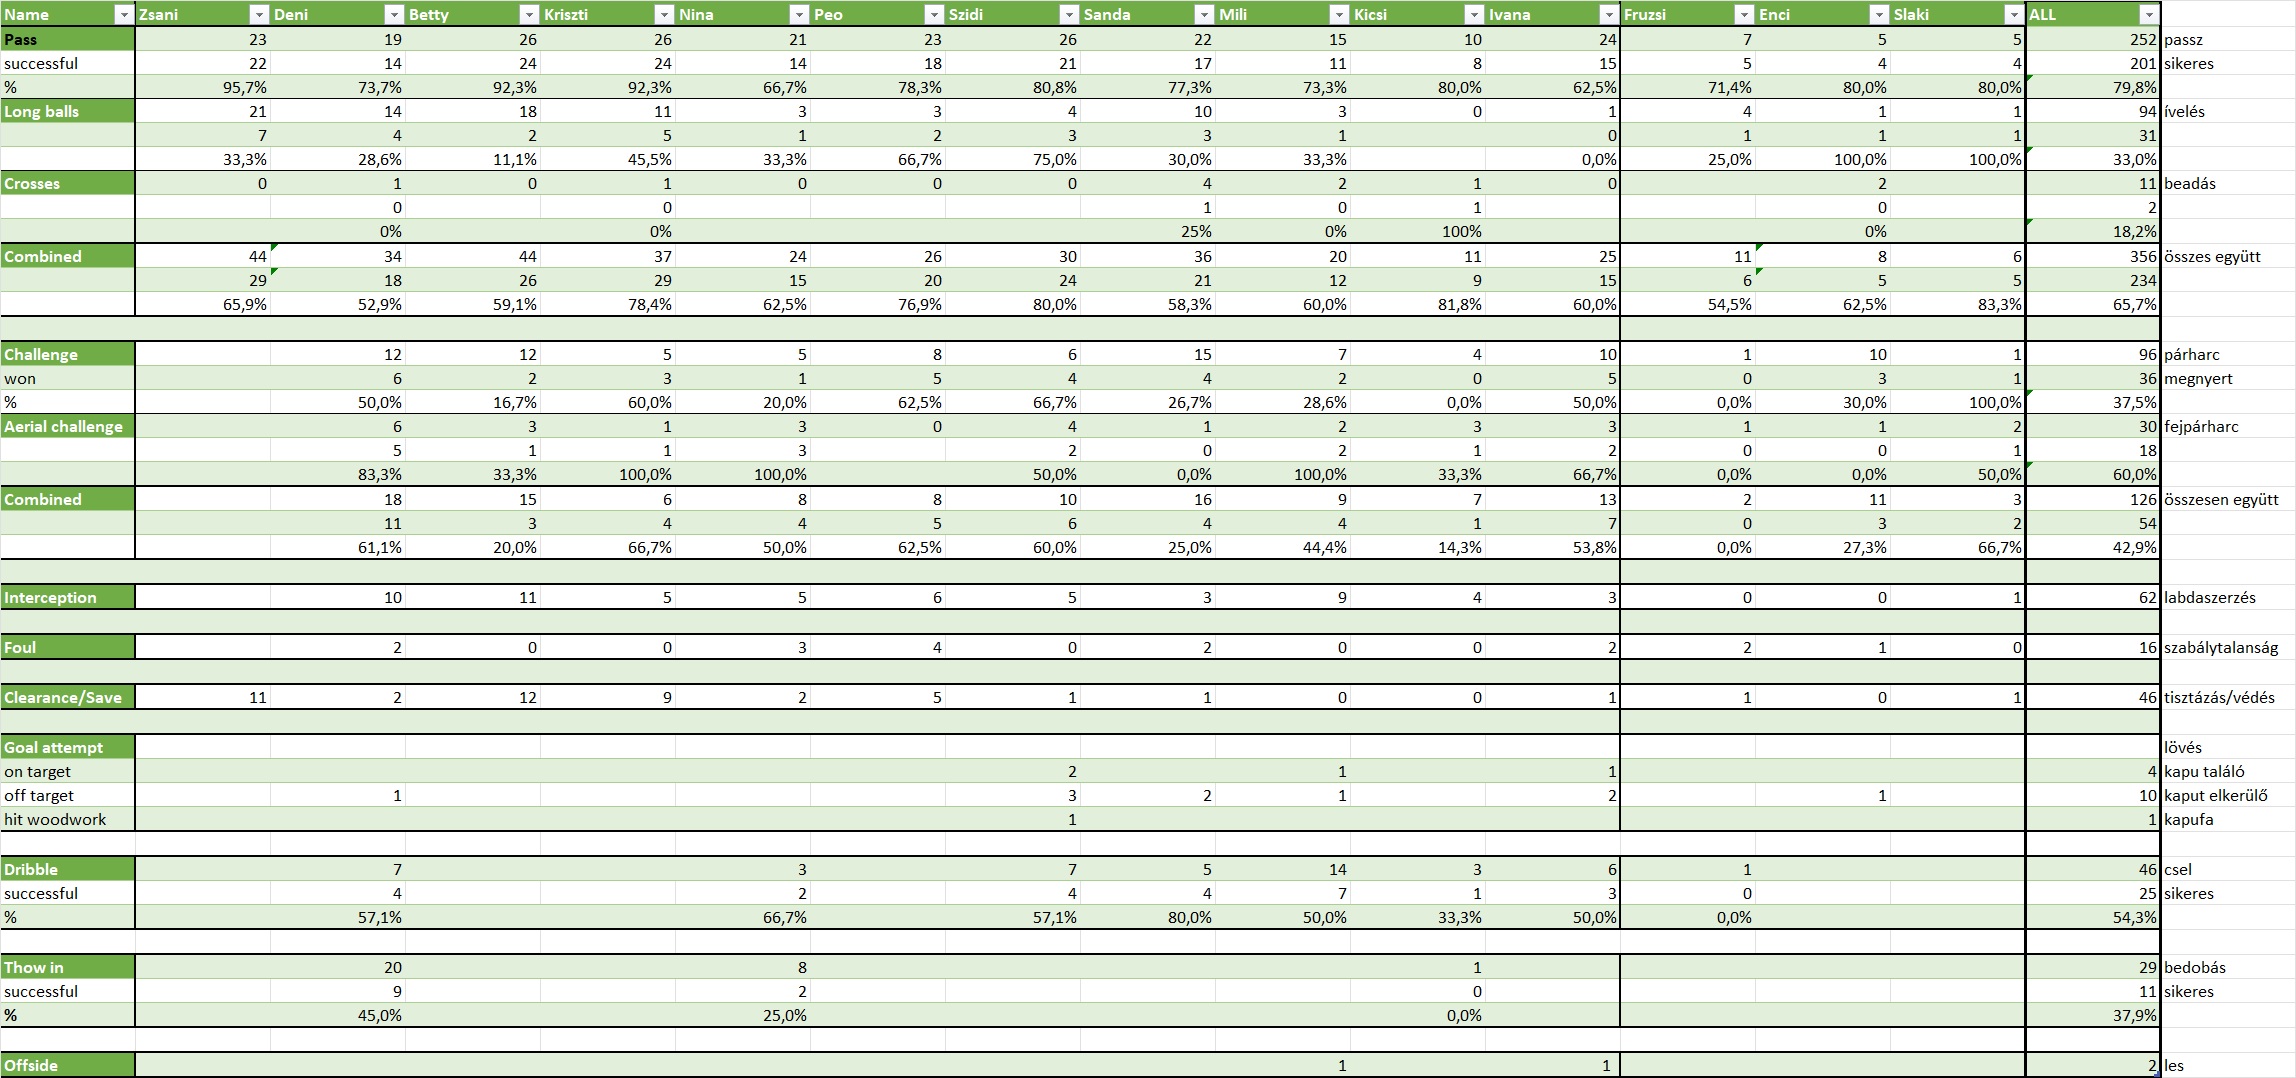 Name Zsani Deni Betty Kriszti Nina Peo Szidi Sanda Mili Kicsi Ivana Fruzsi Enci Slaki ALL
Pass 23 19 26 26 21 23 26 22 15 10 24 7 5 5 252 passz
successful 22 14 24 24 14 18 21 17 11 8 15 5 4 4 201 sikeres
% 95,7% 73,7% 92,3% 92,3% 66,7% 78,3% 80,8% 77,3% 73,3% 80,0% 62,5% 71,4% 80,0% 80,0% 79,8%
Long balls 21 14 18 11 3 3 4 10 3 0 1 4 1 1 94 ívelés
7 4 2 5 1 2 3 3 1 0 1 1 1 31
33,3% 28,6% 11,1% 45,5% 33,3% 66,7% 75,0% 30,0% 33,3% 0,0% 25,0% 100,0% 100,0% 33,0%
Crosses 0 1 0 1 0 0 0 4 2 1 0 2 11 beadás
0 0 1 0 1 0 2
0% 0% 25% 0% 100% 0% 18,2%
Combined 44 34 44 37 24 26 30 36 20 11 25 11 8 6 356 összes együtt
29 18 26 29 15 20 24 21 12 9 15 6 5 5 234
65,9% 52,9% 59,1% 78,4% 62,5% 76,9% 80,0% 58,3% 60,0% 81,8% 60,0% 54,5% 62,5% 83,3% 65,7%
Challenge 12 12 5 5 8 6 15 7 4 10 1 10 1 96 párharc
won 6 2 3 1 5 4 4 2 0 5 0 3 1 36 megnyert
% 50,0% 16,7% 60,0% 20,0% 62,5% 66,7% 26,7% 28,6% 0,0% 50,0% 0,0% 30,0% 100,0% 37,5%
Aerial challenge 6 3 1 3 0 4 1 2 3 3 1 1 2 30 fejpárharc
5 1 1 3 2 0 2 1 2 0 0 1 18
83,3% 33,3% 100,0% 100,0% 50,0% 0,0% 100,0% 33,3% 66,7% 0,0% 0,0% 50,0% 60,0%
Combined 18 15 6 8 8 10 16 9 7 13 2 11 3 126 összesen együtt
11 3 4 4 5 6 4 4 1 7 0 3 2 54
61,1% 20,0% 66,7% 50,0% 62,5% 60,0% 25,0% 44,4% 14,3% 53,8% 0,0% 27,3% 66,7% 42,9%
Interception 10 11 5 5 6 5 3 9 4 3 0 0 1 62 labdaszerzés
Foul 2 0 0 3 4 0 2 0 0 2 2 1 0 16 szabálytalanság
Clearance/Save 11 2 12 9 2 5 1 1 0 0 1 1 0 1 46 tisztázás/védés
Goal attempt lövés
on target 2 1 1 4 kapu találó
off target 1 3 2 1 2 1 10 kaput elkerülő
hit woodwork 1 1 kapufa
Dribble 7 3 7 5 14 3 6 1 46 csel
successful 4 2 4 4 7 1 3 0 25 sikeres
% 57,1% 66,7% 57,1% 80,0% 50,0% 33,3% 50,0% 0,0% 54,3%
Thow in 20 8 1 29 bedobás
successful 9 2 0 11 sikeres
% 45,0% 25,0% 0,0% 37,9%
Offside 1 1 2 les